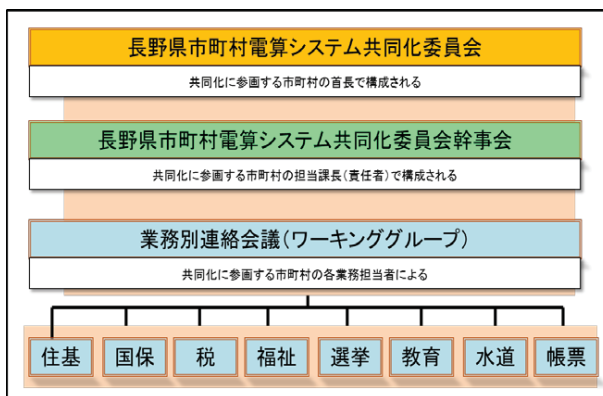 長野県市町村電算システム共同化委員会
共同化に参画する市町村の首長で構成される
長野県市町村電算システム共同化委員会幹事会
共同化に参画する市町村の担当課長(責任者)で構成される
業務別連絡会議(ワーキンググループ)
共同化に参画する市町村の各業務担当者による
住基 国保 税 福祉 選挙 教育 水道 帳票